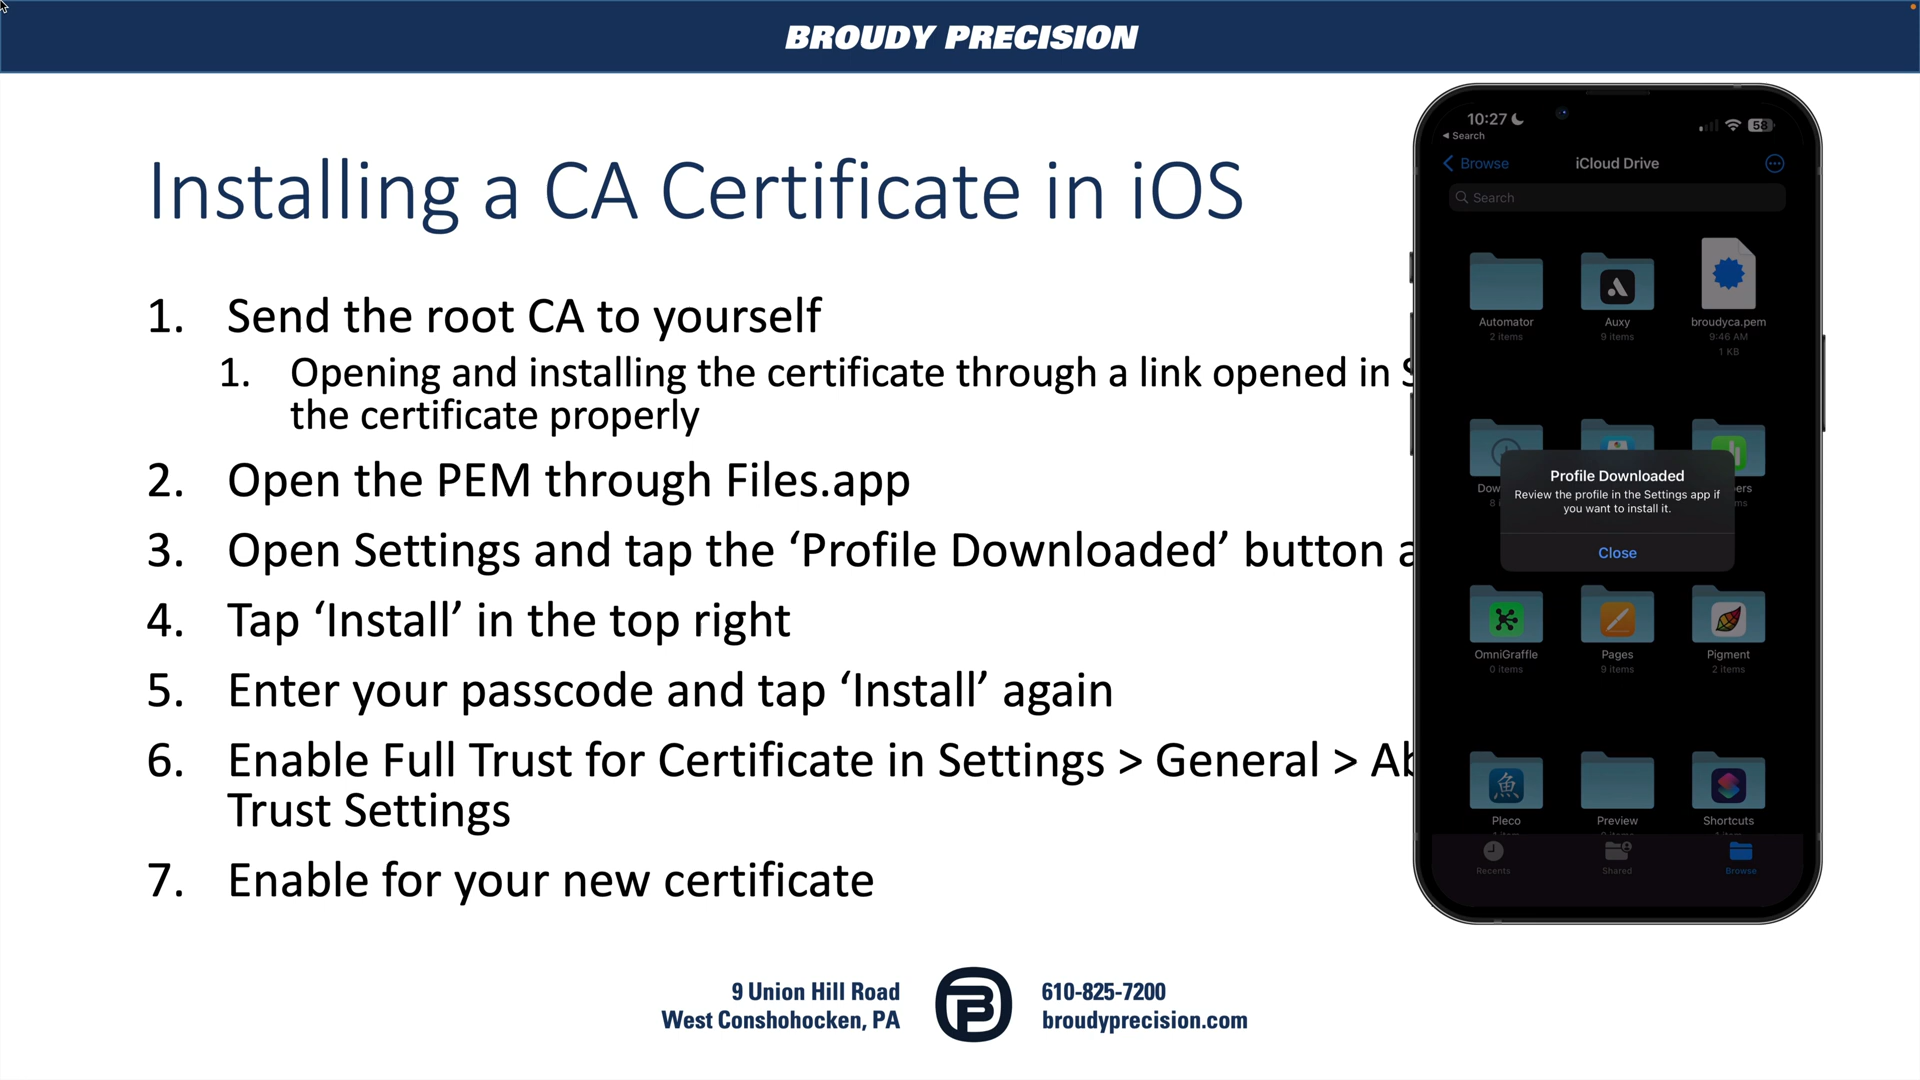 BROUDY PRECISION
Installing a CA Certificate in iOS
1. Send the root CA to yourself
1. Opening and installing the certificate through a link opened in
the certificate properly
2. Open the PEM through Files.app
3. Open Settings and tap the ‘Profile Downloaded’ button
4. Tap ‘Install’ in the top right
5. Enter your passcode and tap ‘Install’ again
6. Enable Full Trust for Certificate in Settings > General >
Trust Settings
7. Enable for your new certificate
10:27
58
Search
Browse
iCloud Drive
Search
Automator
Auxy
broudyca.pem
2 items
9 items
9:46 AM
1 KB
Profile Downloaded
Review the profile in the Settings app if
you want to install it.
Close
OmniGraffle
Pages
Pigment
0 items
9 items
2 items
魚
Pleco
Preview
Shortcuts
Recents
Shared
Browse
9 Union Hill Road
West Conshohocken, PA
610-825-7200
broudyprecision.com